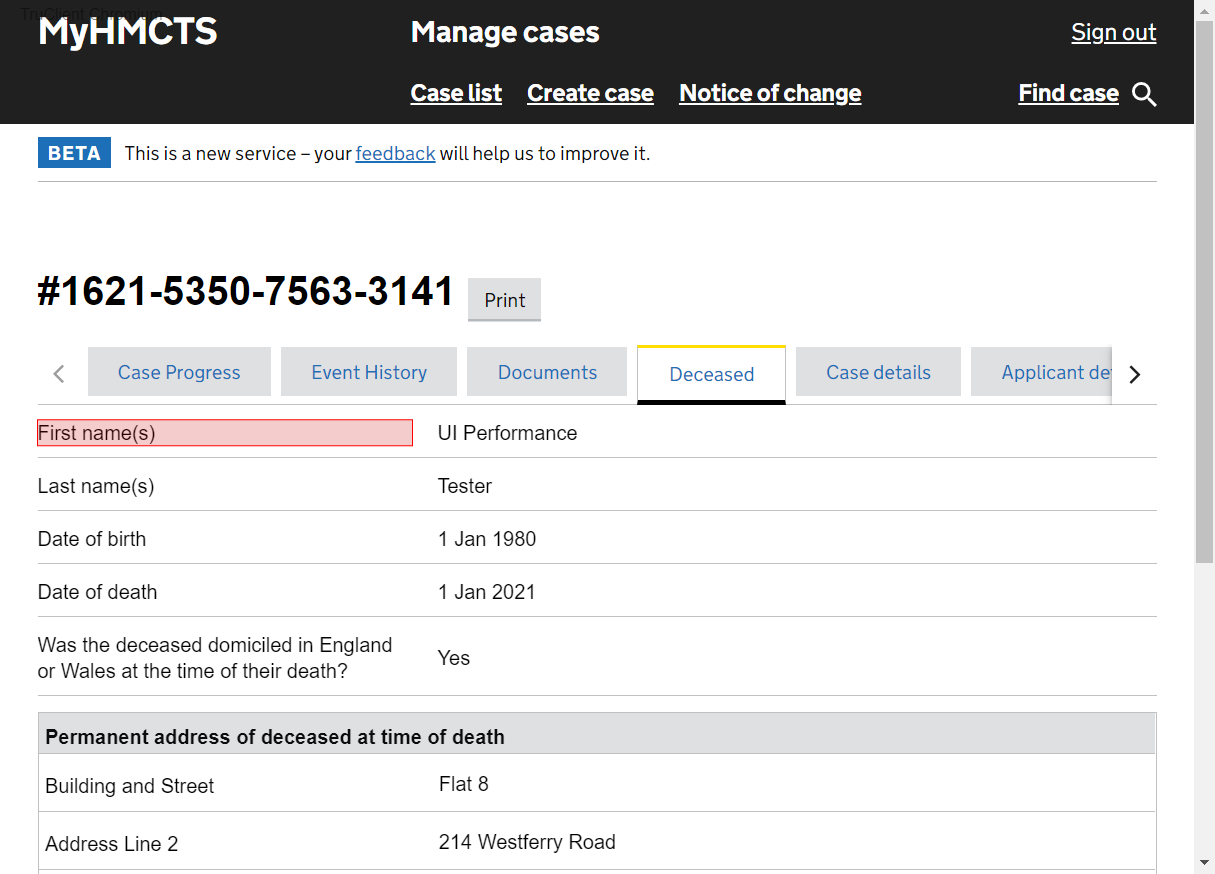 TruClient Chromium
MyHMCTS
Manage cases
Sign out
Case list Create case Notice of change Find case
BETA This is a new service – your feedback will help us to improve it.
#1621-5350-7563-3141 Print
Case Progress Event History Documents Deceased Case details Applicant det
First name(s) UI Performance
Last name(s) Tester
Date of birth 1 Jan 1980
Date of death 1 Jan 2021
Was the deceased domiciled in England
or Wales at the time of their death?
Yes
Permanent address of deceased at time of death
Building and Street Flat 8
Address Line 2 214 Westferry Road